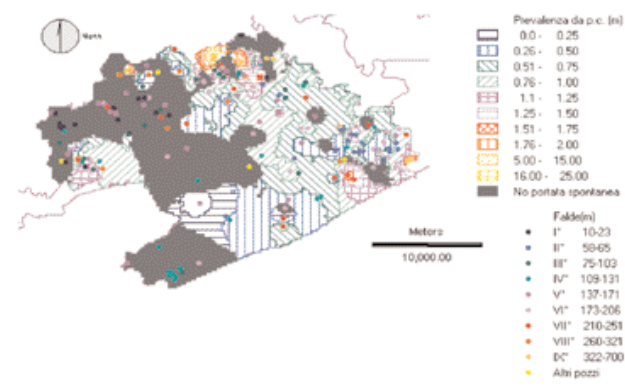 North
Prevalenza da p.c. (m)
0.0 - 0.25
0.26 - 0.50
0.51 - 0.75
0.76 - 1.00
1.1 - 1.25
1.25 - 1.50
1.51 - 1.75
1.76 - 2.00
5.00 - 15.00
16.00 - 25.00
No portata spontanea
Falde(m)
I° 10-23
II° 58-65
III° 75-103
IV° 109-131
V° 137-171
VI° 173-206
VII° 210-251
VIII° 260-321
IX° 322-700
Altri pozzi
Meters
10,000.00